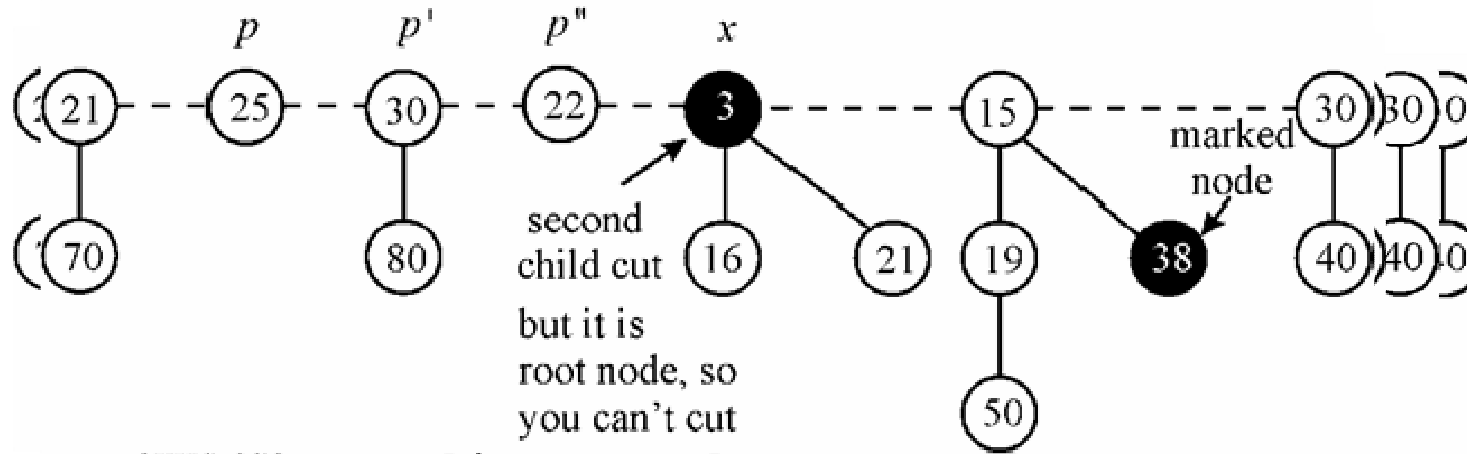 p p' p" x
21 25 30 22 3 15 30 30
marked
node
second
child cut
but it is
root node, so
you can't cut
70 80 16 21 19 38 40 40
50